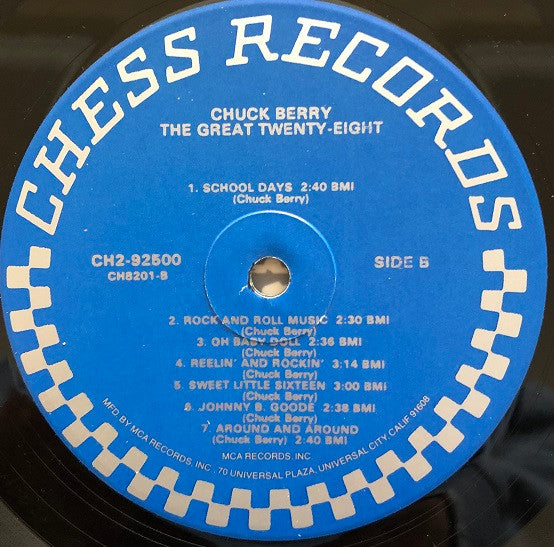 CHESS RECORDS
CHUCK BERRY
THE GREAT TWENTY-EIGHT
1. SCHOOL DAYS 2:40 BMI
(Chuck Berry)
CH2-92500
CH8201-B
SIDE B
2. ROCK AND ROLL MUSIC 2:30 BMI
(Chuck Berry)
3. OH BABY DOLL 2:36 BMI
(Chuck Berry)
4. REELIN' AND ROCKIN' 3:14 BMI
(Chuck Berry)
5. SWEET LITTLE SIXTEEN 3:00 BMI
(Chuck Berry)
6. JOHNNY B. GOODE 2:38 BMI
(Chuck Berry)
7. AROUND AND AROUND
(Chuck Berry) 2:40 BMI
MCA RECORDS, INC
MFD BY MCA RECORDS, INC., 70 UNIVERSAL PLAZA, UNIVERSAL CITY, CALIF 91608